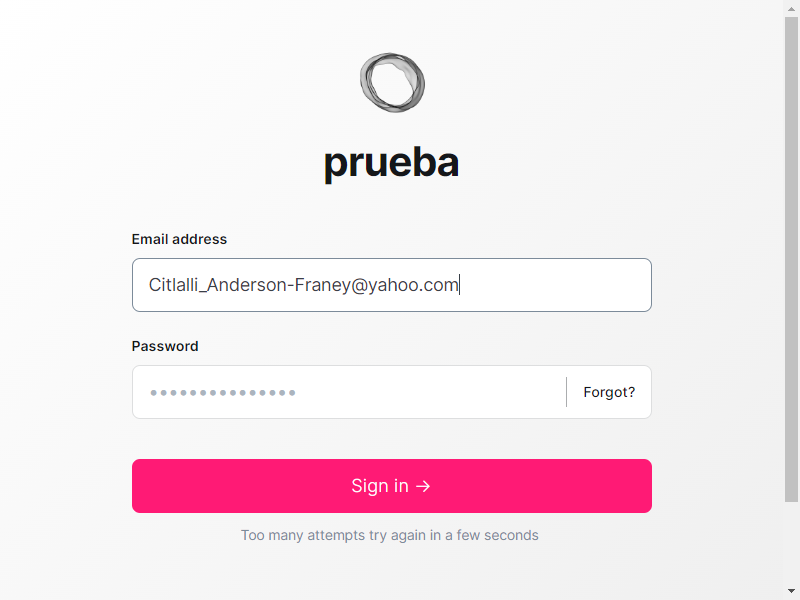 prueba
Email address
Citlalli_Anderson-Franey@yahoo.com
Password
Forgot?
Sign in →
Too many attempts try again in a few seconds